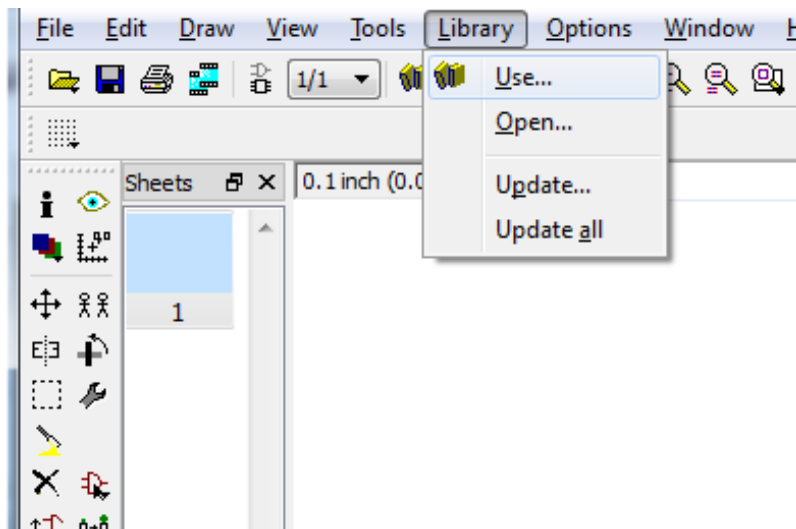 File Edit Draw View Tools Library Options Window
1/1
Use...
Open...
Update...
Update all
Sheets
0.1 inch (0.0
1